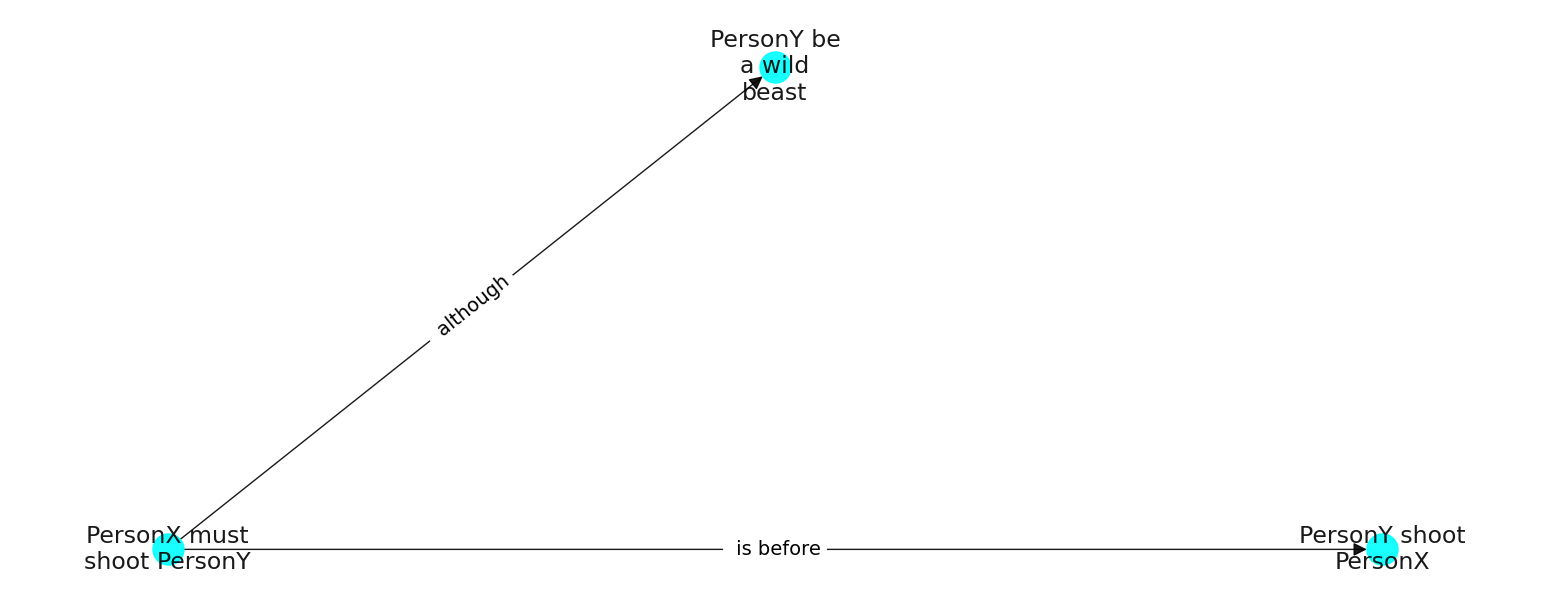 PersonY be
a wild
beast
although
PersonX must
shoot PersonY
is before
PersonY shoot
PersonX